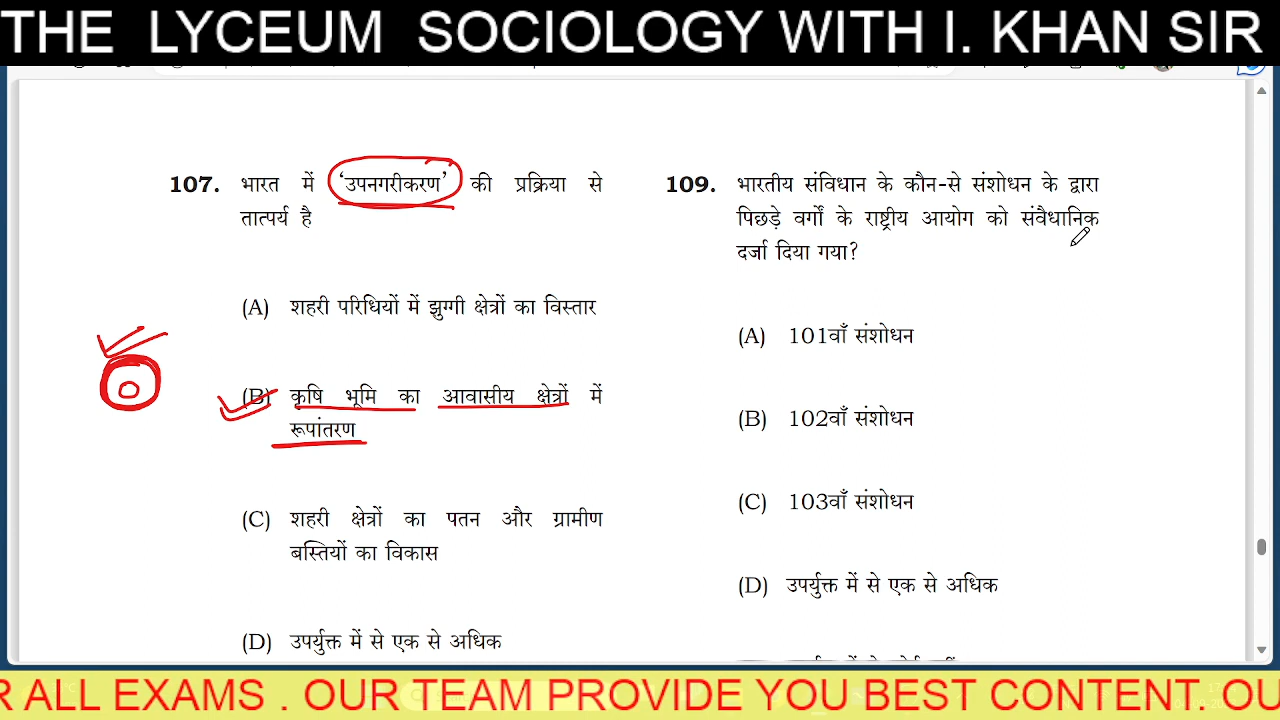 THE LYCEUM SOCIOLOGY WITH I. KHAN SIR
107. भारत में ‘उपनगरीकरण’ की प्रक्रिया से
तात्पर्य है
(A) शहरी परिधियों में झुग्गी क्षेत्रों का विस्तार
(B) कृषि भूमि का आवासीय क्षेत्रों में
रूपांतरण
(C) शहरी क्षेत्रों का पतन और ग्रामीण
बस्तियों का विकास
(D) उपर्युक्त में से एक से अधिक
109. भारतीय संविधान के कौन-से संशोधन के द्वारा
पिछड़े वर्गों के राष्ट्रीय आयोग को संवैधानिक
दर्जा दिया गया?
(A) 101वाँ संशोधन
(B) 102वाँ संशोधन
(C) 103वाँ संशोधन
(D) उपर्युक्त में से एक से अधिक
R ALL EXAMS . OUR TEAM PROVIDE YOU BEST CONTENT. OU